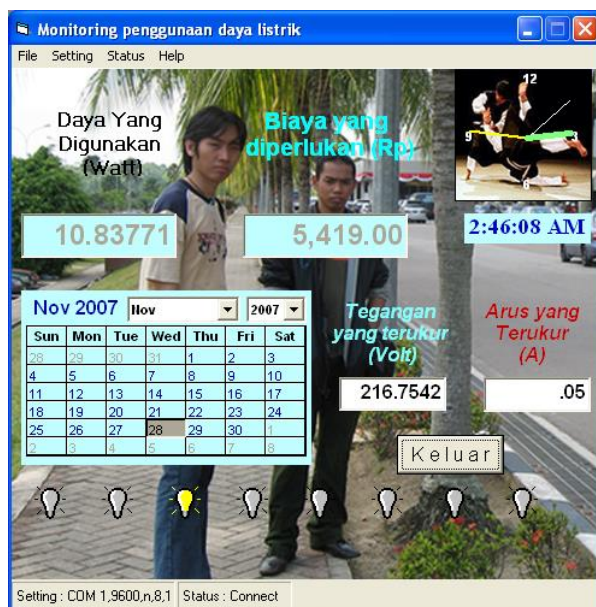 Monitoring penggunaan daya listrik
File Setting Status Help
Daya Yang
Digunakan
(Watt)
Biaya yang
diperlukan (Rp)
12
9
3
6
10.83771
5,419.00
2:46:08 AM
Nov 2007 Nov 2007
Sun Mon Tue Wed Thu Fri Sat
28 29 30 31 1 2 3
4 5 6 7 8 9 10
11 12 13 14 15 16 17
18 19 20 21 22 23 24
25 26 27 28 29 30 1
2 3 4 5 6 7 8
Tegangan
yang terukur
(Volt)
Arus yang
Terukur
(A)
216.7542
.05
Keluar
Setting : COM 1,9600,n,8,1 Status : Connect